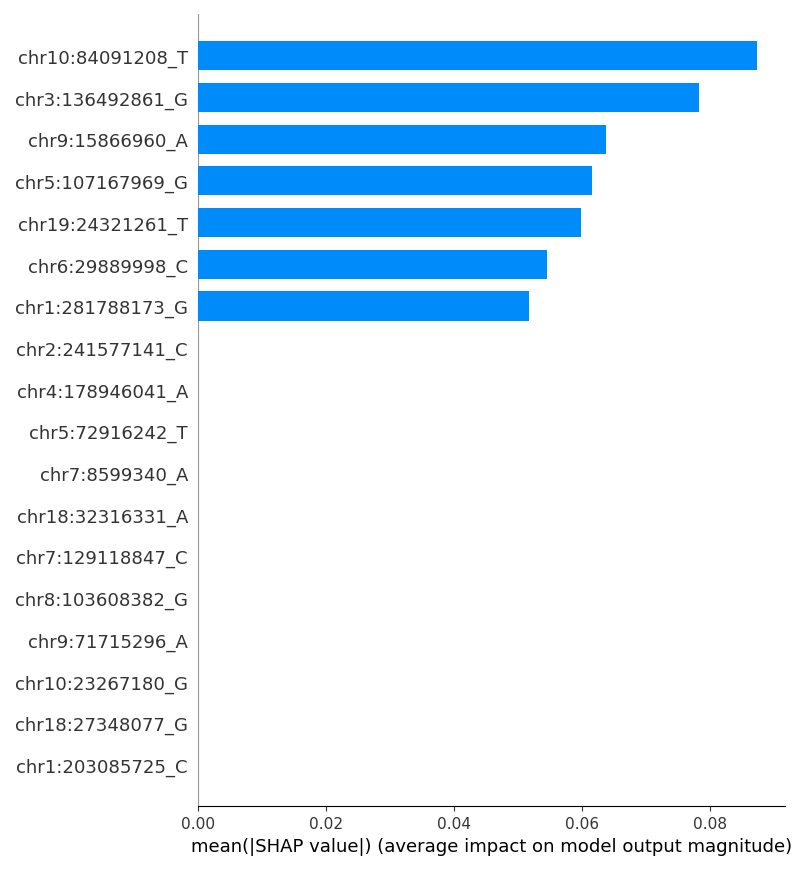 chr10:84091208_T
chr3:136492861_G
chr9:15866960_A
chr5:107167969_G
chr19:24321261_T
chr6:29889998_C
chr1:281788173_G
chr2:241577141_C
chr4:178946041_A
chr5:72916242_T
chr7:8599340_A
chr18:32316331_A
chr7:129118847_C
chr8:103608382_G
chr9:71715296_A
chr10:23267180_G
chr18:27348077_G
chr1:203085725_C
0.00 0.02 0.04 0.06 0.08
mean(|SHAP value|) (average impact on model output magnitude)